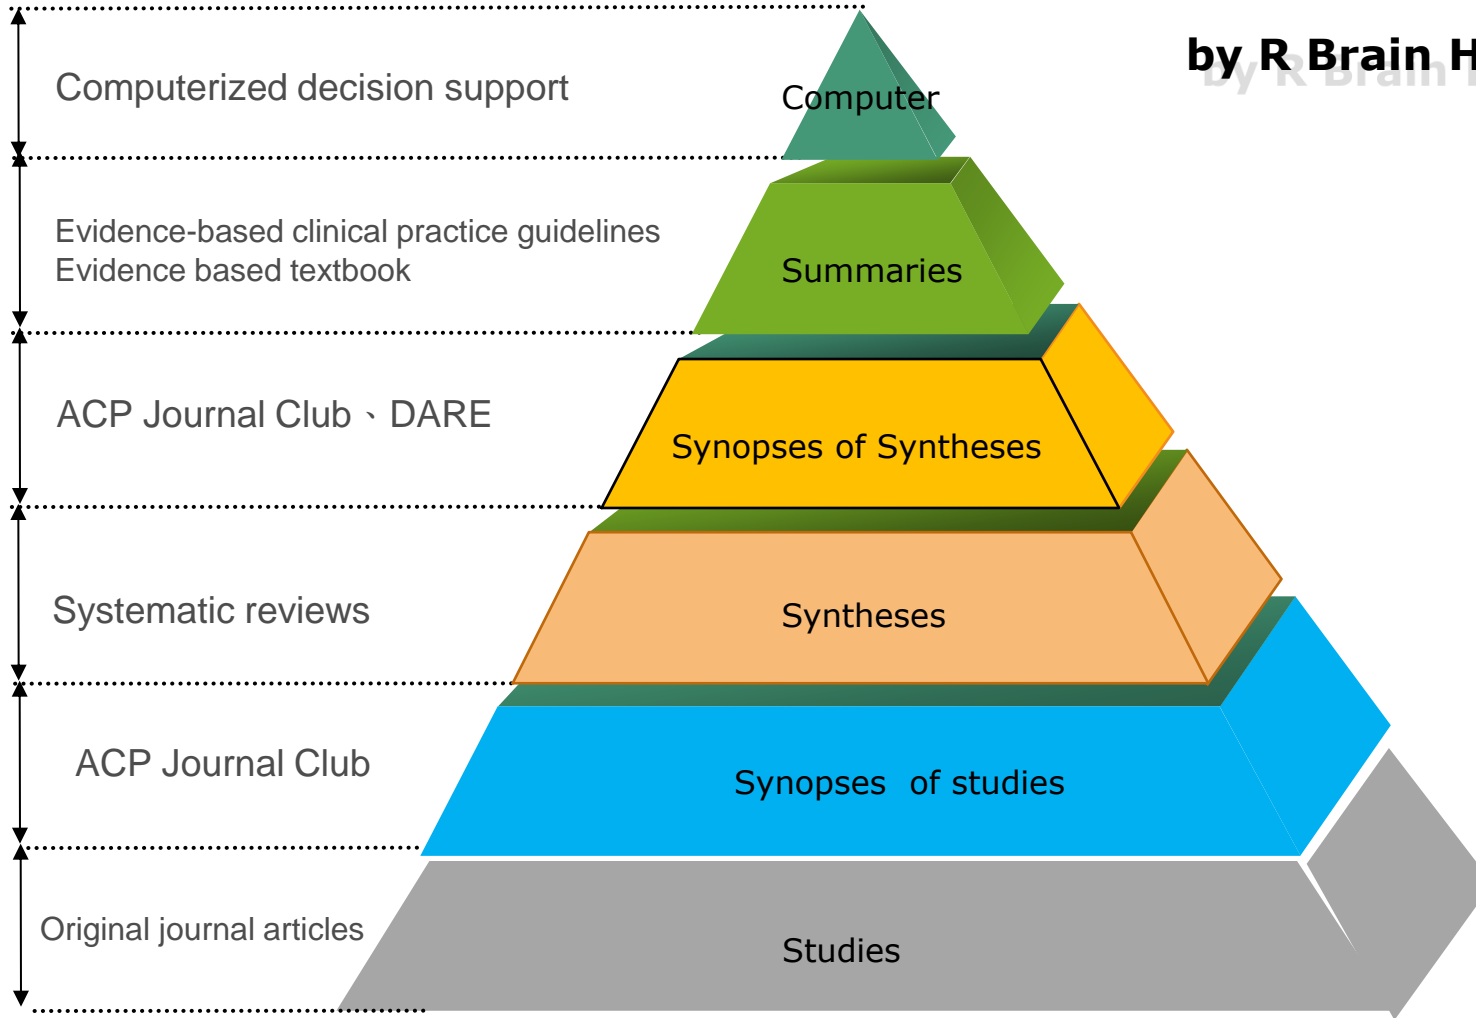 by R Brain H
Computerized decision support
Computer
Evidence-based clinical practice guidelines
Evidence based textbook
Summaries
ACP Journal Club、DARE
Synopses of Syntheses
Systematic reviews
Syntheses
ACP Journal Club
Synopses of studies
Original journal articles
Studies